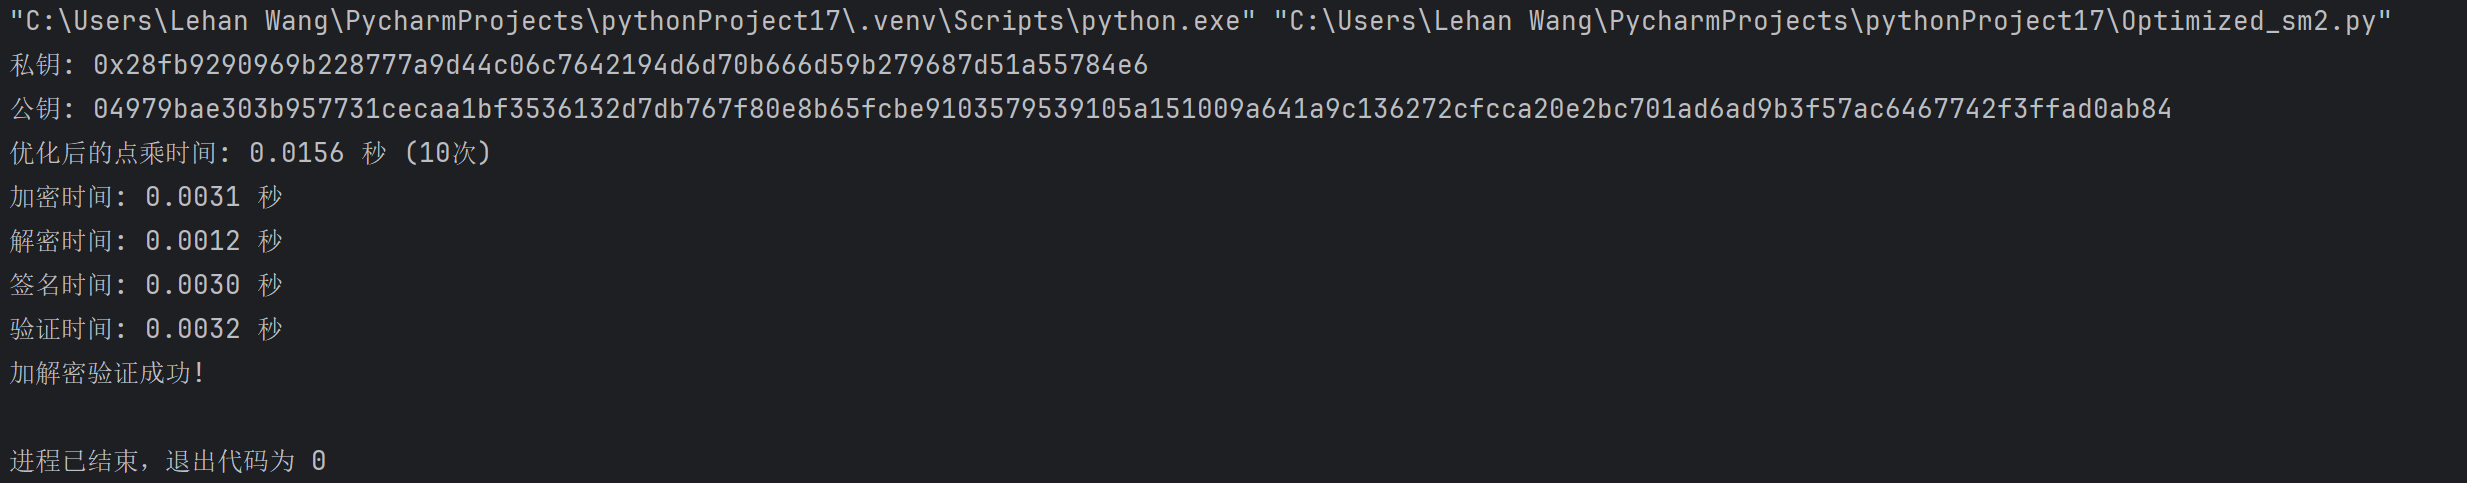 "C:\Users\Lehan Wang\PycharmProjects\pythonProject17\.venv\Scripts\python.exe" "C:\Users\Lehan Wang\PycharmProjects\pythonProject17\Optimized_sm2.py"
私钥: 0x28fb9290969b228777a9d44c06c7642194d6d70b666d59b279687d51a55784e6
公钥: 04979bae303b957731cecaa1bf3536132d7db767f80e8b65fcbe9103579539105a151009a641a9c136272cfcca20e2bc701ad6ad9b3f57ac6467742f3ffad0ab84
优化后的点乘时间: 0.0156 秒 (10次)
加密时间: 0.0031 秒
解密时间: 0.0012 秒
签名时间: 0.0030 秒
验证时间: 0.0032 秒
加解密验证成功!
进程已结束，退出代码为 0